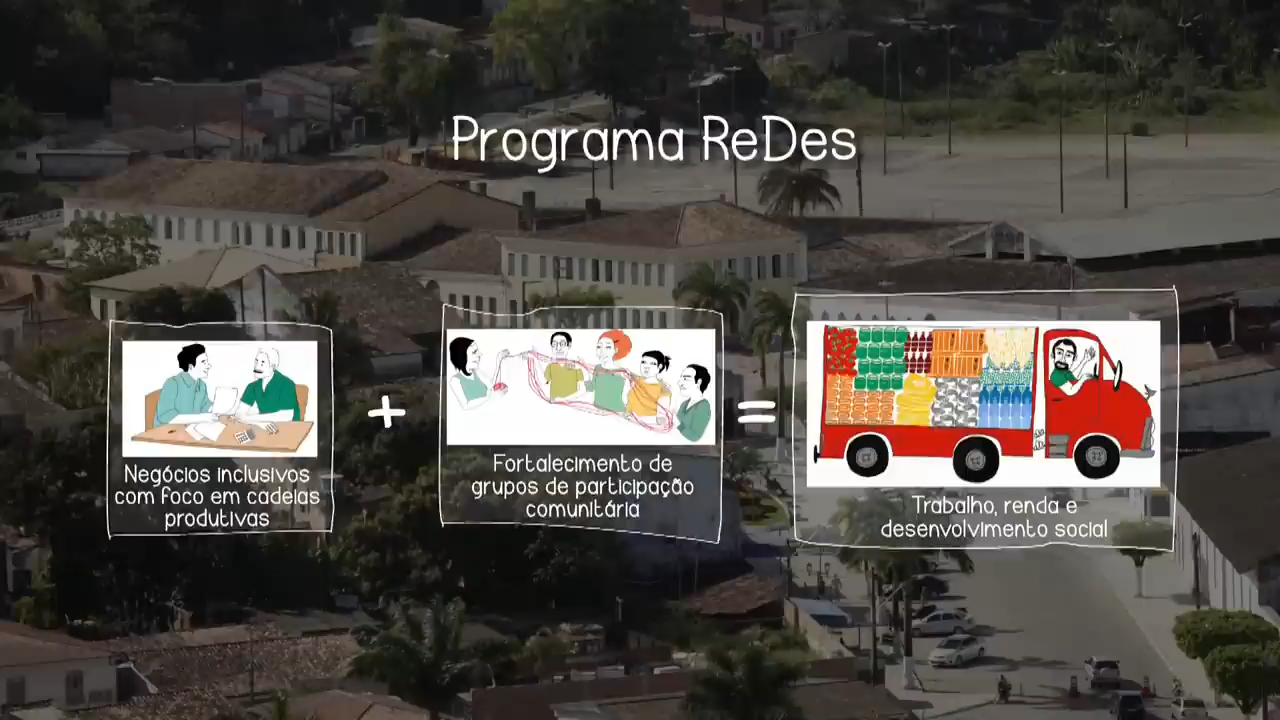 Programa ReDes
Negócios inclusivos
com foco em cadeias
produtivas
+
Fortalecimento de
grupos de participação
comunitária
=
Trabalho, renda e
desenvolvimento social